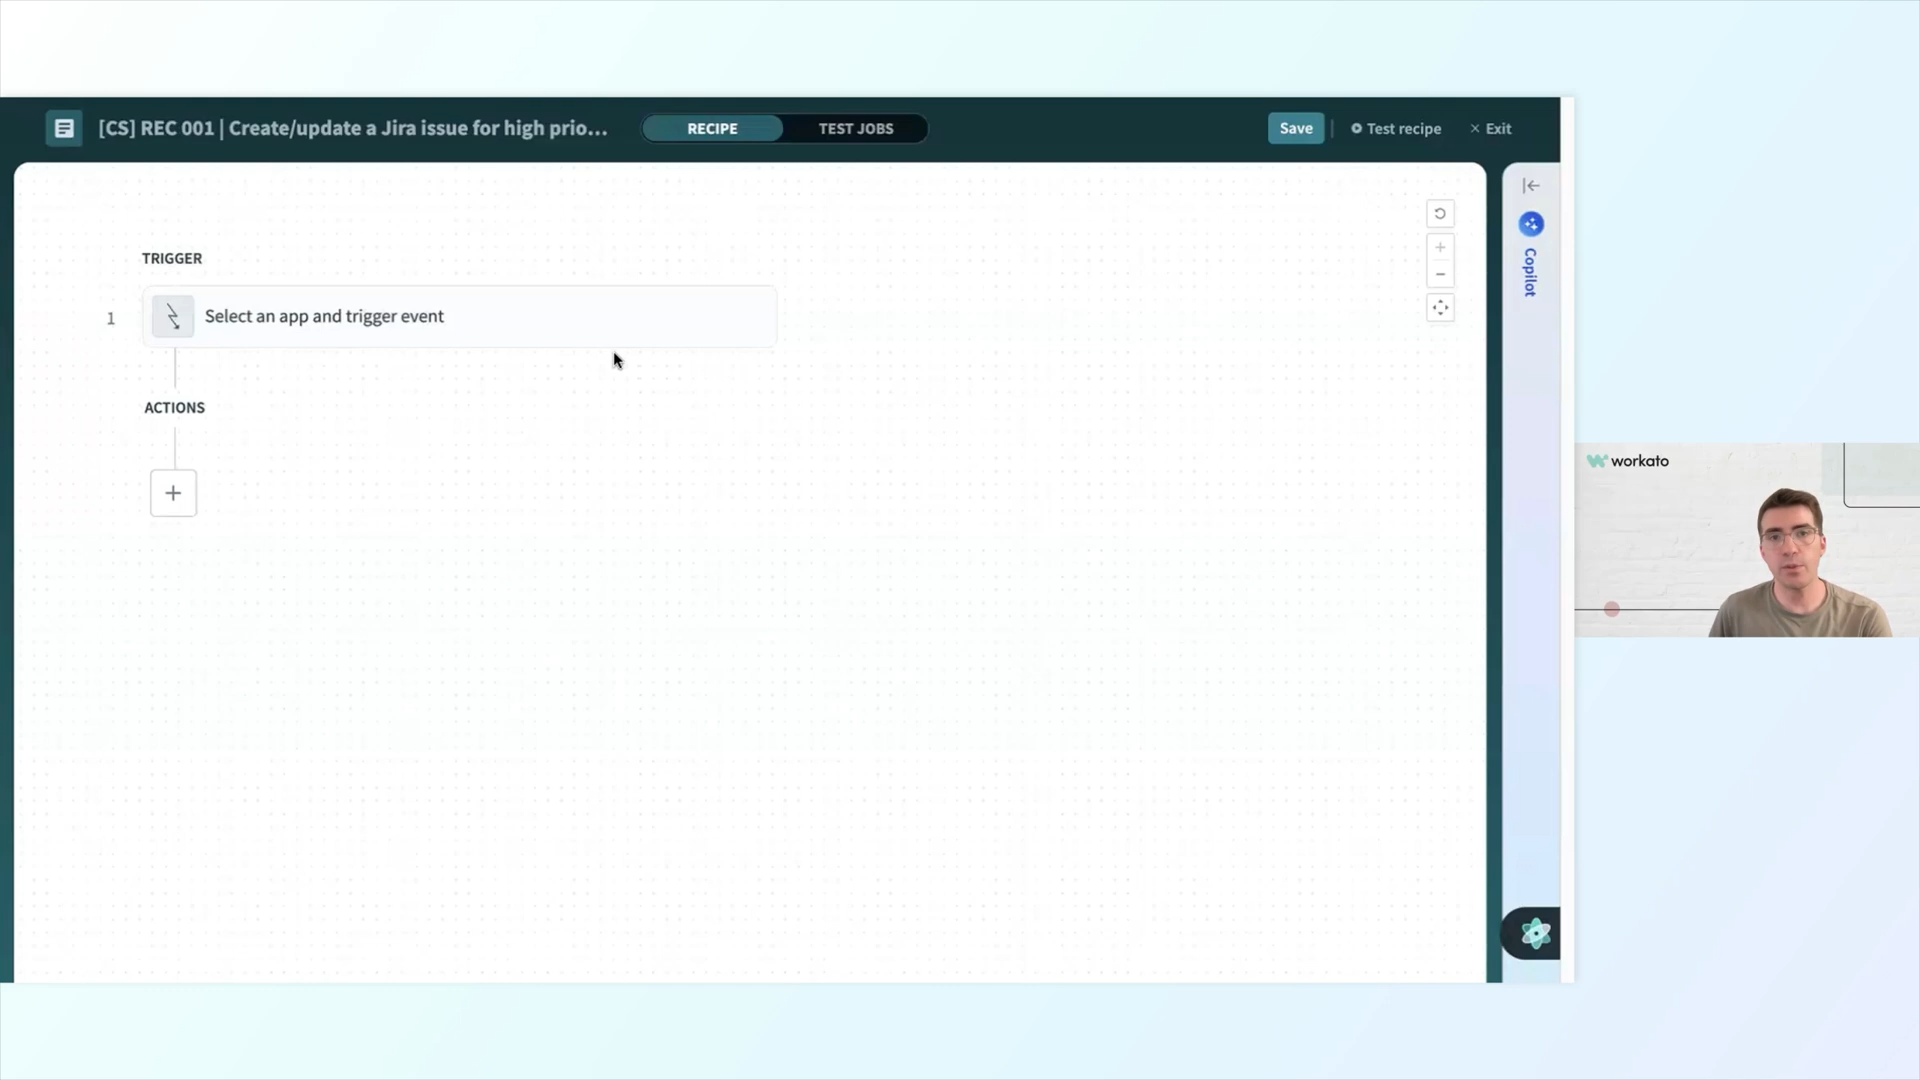 [CS] REC 001 | Create/update a Jira issue for high prio...
RECIPE
TEST JOBS
Save
Test recipe
Exit
Copilot
TRIGGER
1
Select an app and trigger event
ACTIONS
workato